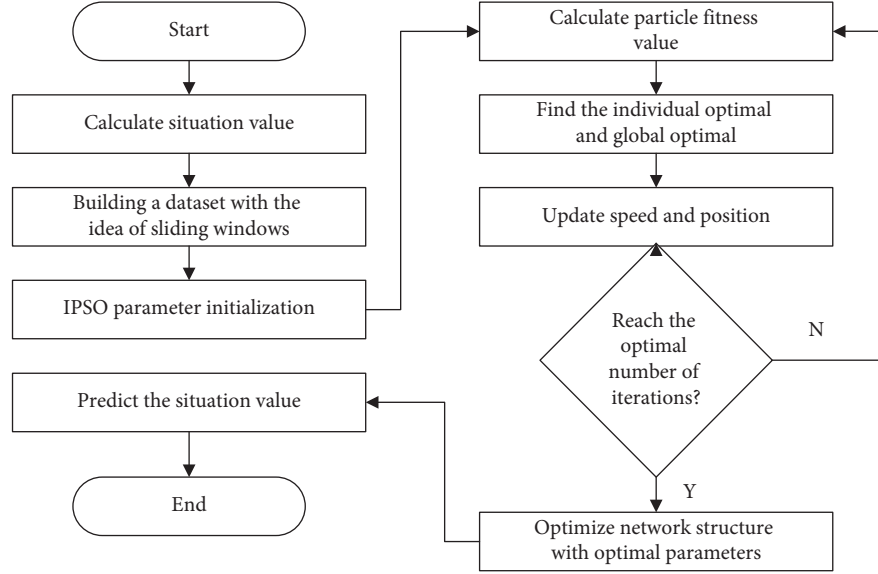 Start
Calculate situation value
Building a dataset with the
idea of sliding windows
IPSO parameter initialization
Calculate particle fitness
value
Find the individual optimal
and global optimal
Update speed and position
Reach the
optimal
number of
iterations?
N
Y
Optimize network structure
with optimal parameters
Predict the situation value
End